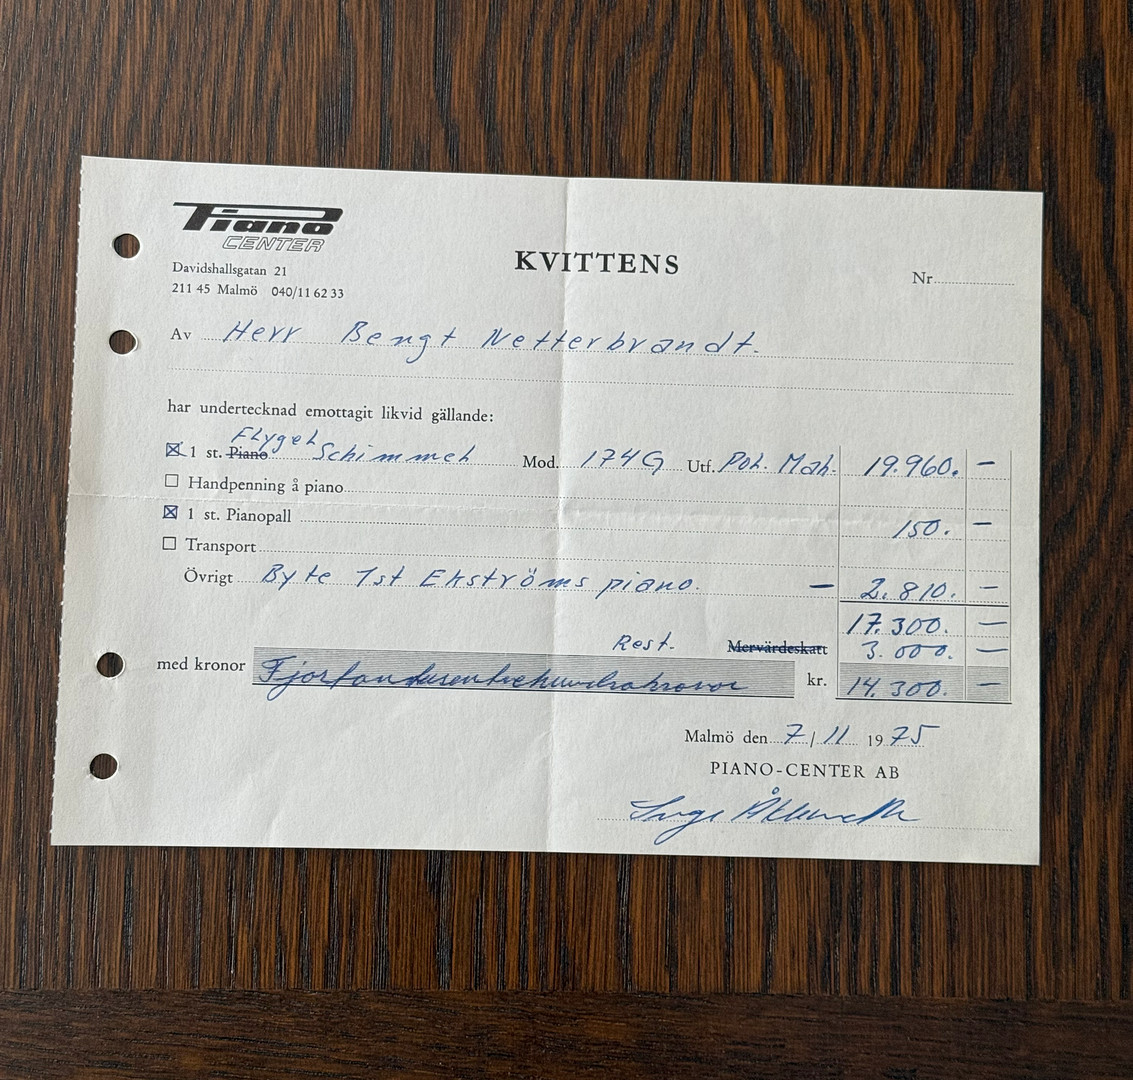 Piano
CENTER
Davidshallsgatan 21
211 45 Malmö 040/11 62 33
KVITTENS
Nr
Av Herr Bengt Netterbrandt.
har undertecknad emottagit likvid gällande:
Flygel
☒ 1 st. Piano Schimmel Mod. 174G Utf. Pol. Mah. 19.960. —
☐ Handpenning å piano
☒ 1 st. Pianopall 150. —
☐ Transport
Övrigt Byte 1st Ekströms piano. — 2.810. —
17.300. —
Rest. Mervärdeskatt 3.000. —
med kronor Fjortontusentrehundrakronor kr. 14.300. —
Malmö den 7/11 1975
PIANO-CENTER AB
Inge